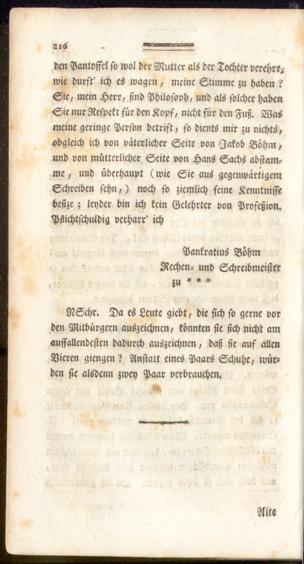 210
den Pantoffel so wol der Mutter als der Tochter verehre,
wie durft' ich es wagen, meine Stimme zu haben?
Sie, mein Herr, sind Philosoph, und als solcher haben
Sie nur Respekt für den Kopf, nicht für den Fuß. Was
meine geringe Person betrift, so dients mir zu nichts,
obgleich ich von väterlicher Seite von Jakob Böhm,
und von mütterlicher Seite von Hans Sachs abstam-
me, und überhaupt (wie Sie aus gegenwärtigem
Schreiben sehn,) noch so ziemlich feine Kenntnisse
besitze; leyder bin ich kein Gelehrter von Profeßion.
Pflichtschuldig verharr' ich
Pankratius Böhm
Rechen- und Schreibmeister
zu * * *
NSchr. Da es Leute giebt, die sich so gerne vor
den Mitbürgern auszeichnen, könnten sie sich nicht am
auffallendesten dadurch auszeichnen, daß sie auf allen
Vieren giengen? Anstatt eines Paars Schuhe, wür-
den sie alsdenn zwey Paar verbrauchen.
Alte